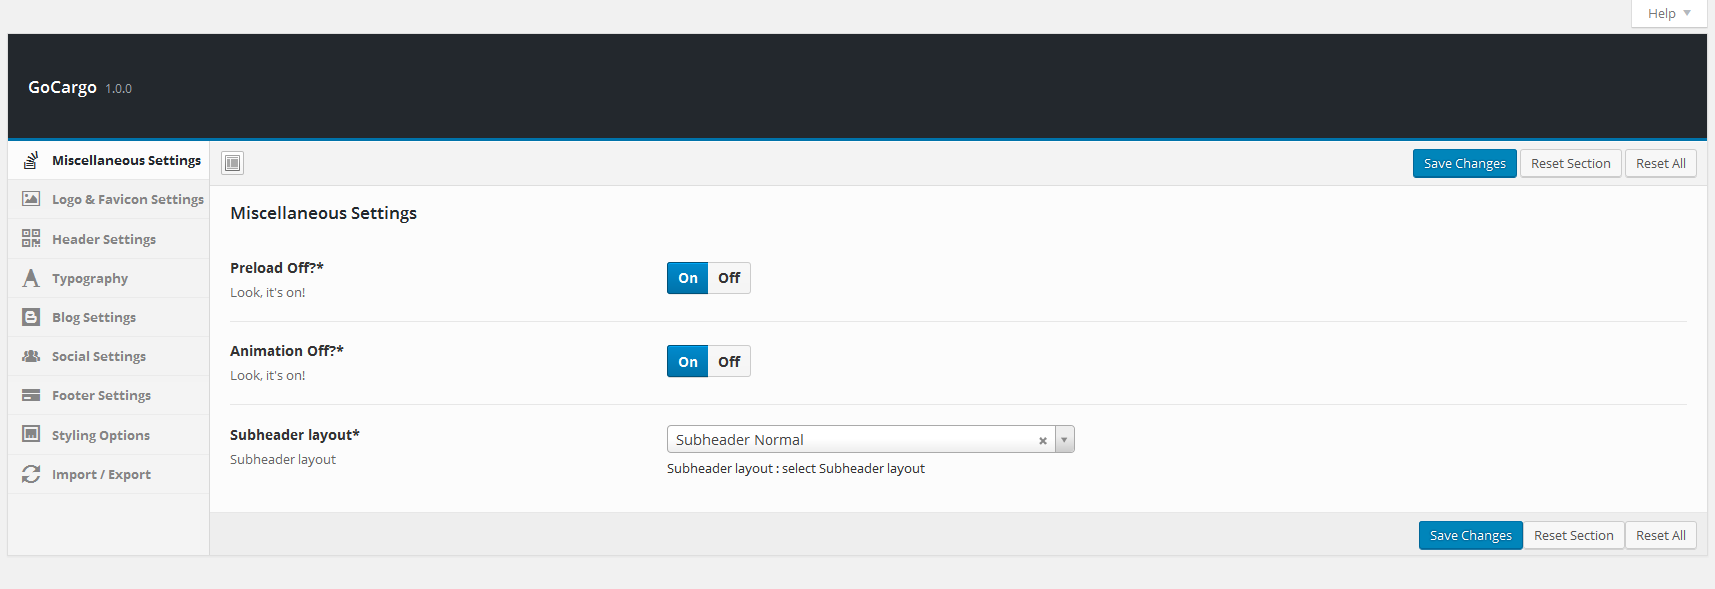 Help
GoCargo 1.0.0
Miscellaneous Settings
Logo & Favicon Settings
Header Settings
Typography
Blog Settings
Social Settings
Footer Settings
Styling Options
Import / Export
Save Changes Reset Section Reset All
Miscellaneous Settings
Preload Off?*
Look, it's on!
On Off
Animation Off?*
Look, it's on!
On Off
Subheader layout*
Subheader layout
Subheader Normal
Subheader layout : select Subheader layout
Save Changes Reset Section Reset All